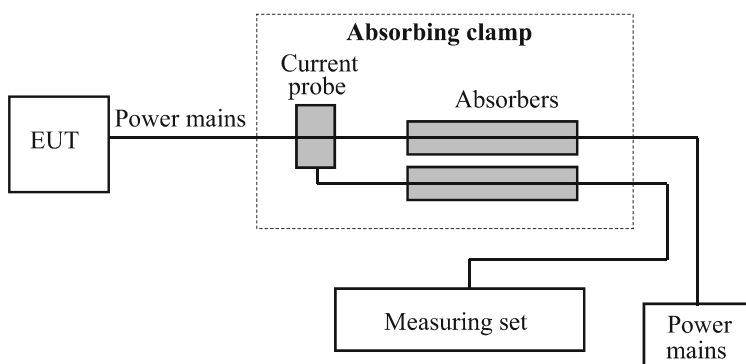 Absorbing clamp
Current
probe
Absorbers
Power mains
EUT
Measuring set
Power
mains